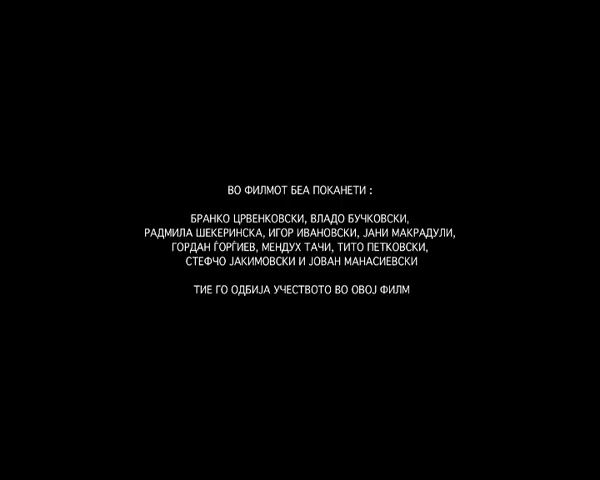 ВО ФИЛМОТ БЕА ПОКАНЕТИ :
БРАНКО ЦРВЕНКОВСКИ, ВЛАДО БУЧКОВСКИ,
РАДМИЛА ШЕКЕРИНСКА, ИГОР ИВАНОВСКИ, ЈАНИ МАКРАДУЛИ,
ГОРДАН ЃОРЃИЕВ, МЕНДУХ ТАЧИ, ТИТО ПЕТКОВСКИ,
СТЕФЧО ЈАКИМОВСКИ И ЈОВАН МАНАСИЕВСКИ
ТИЕ ГО ОДБИЈА УЧЕСТВОТО ВО ОВОЈ ФИЛМ